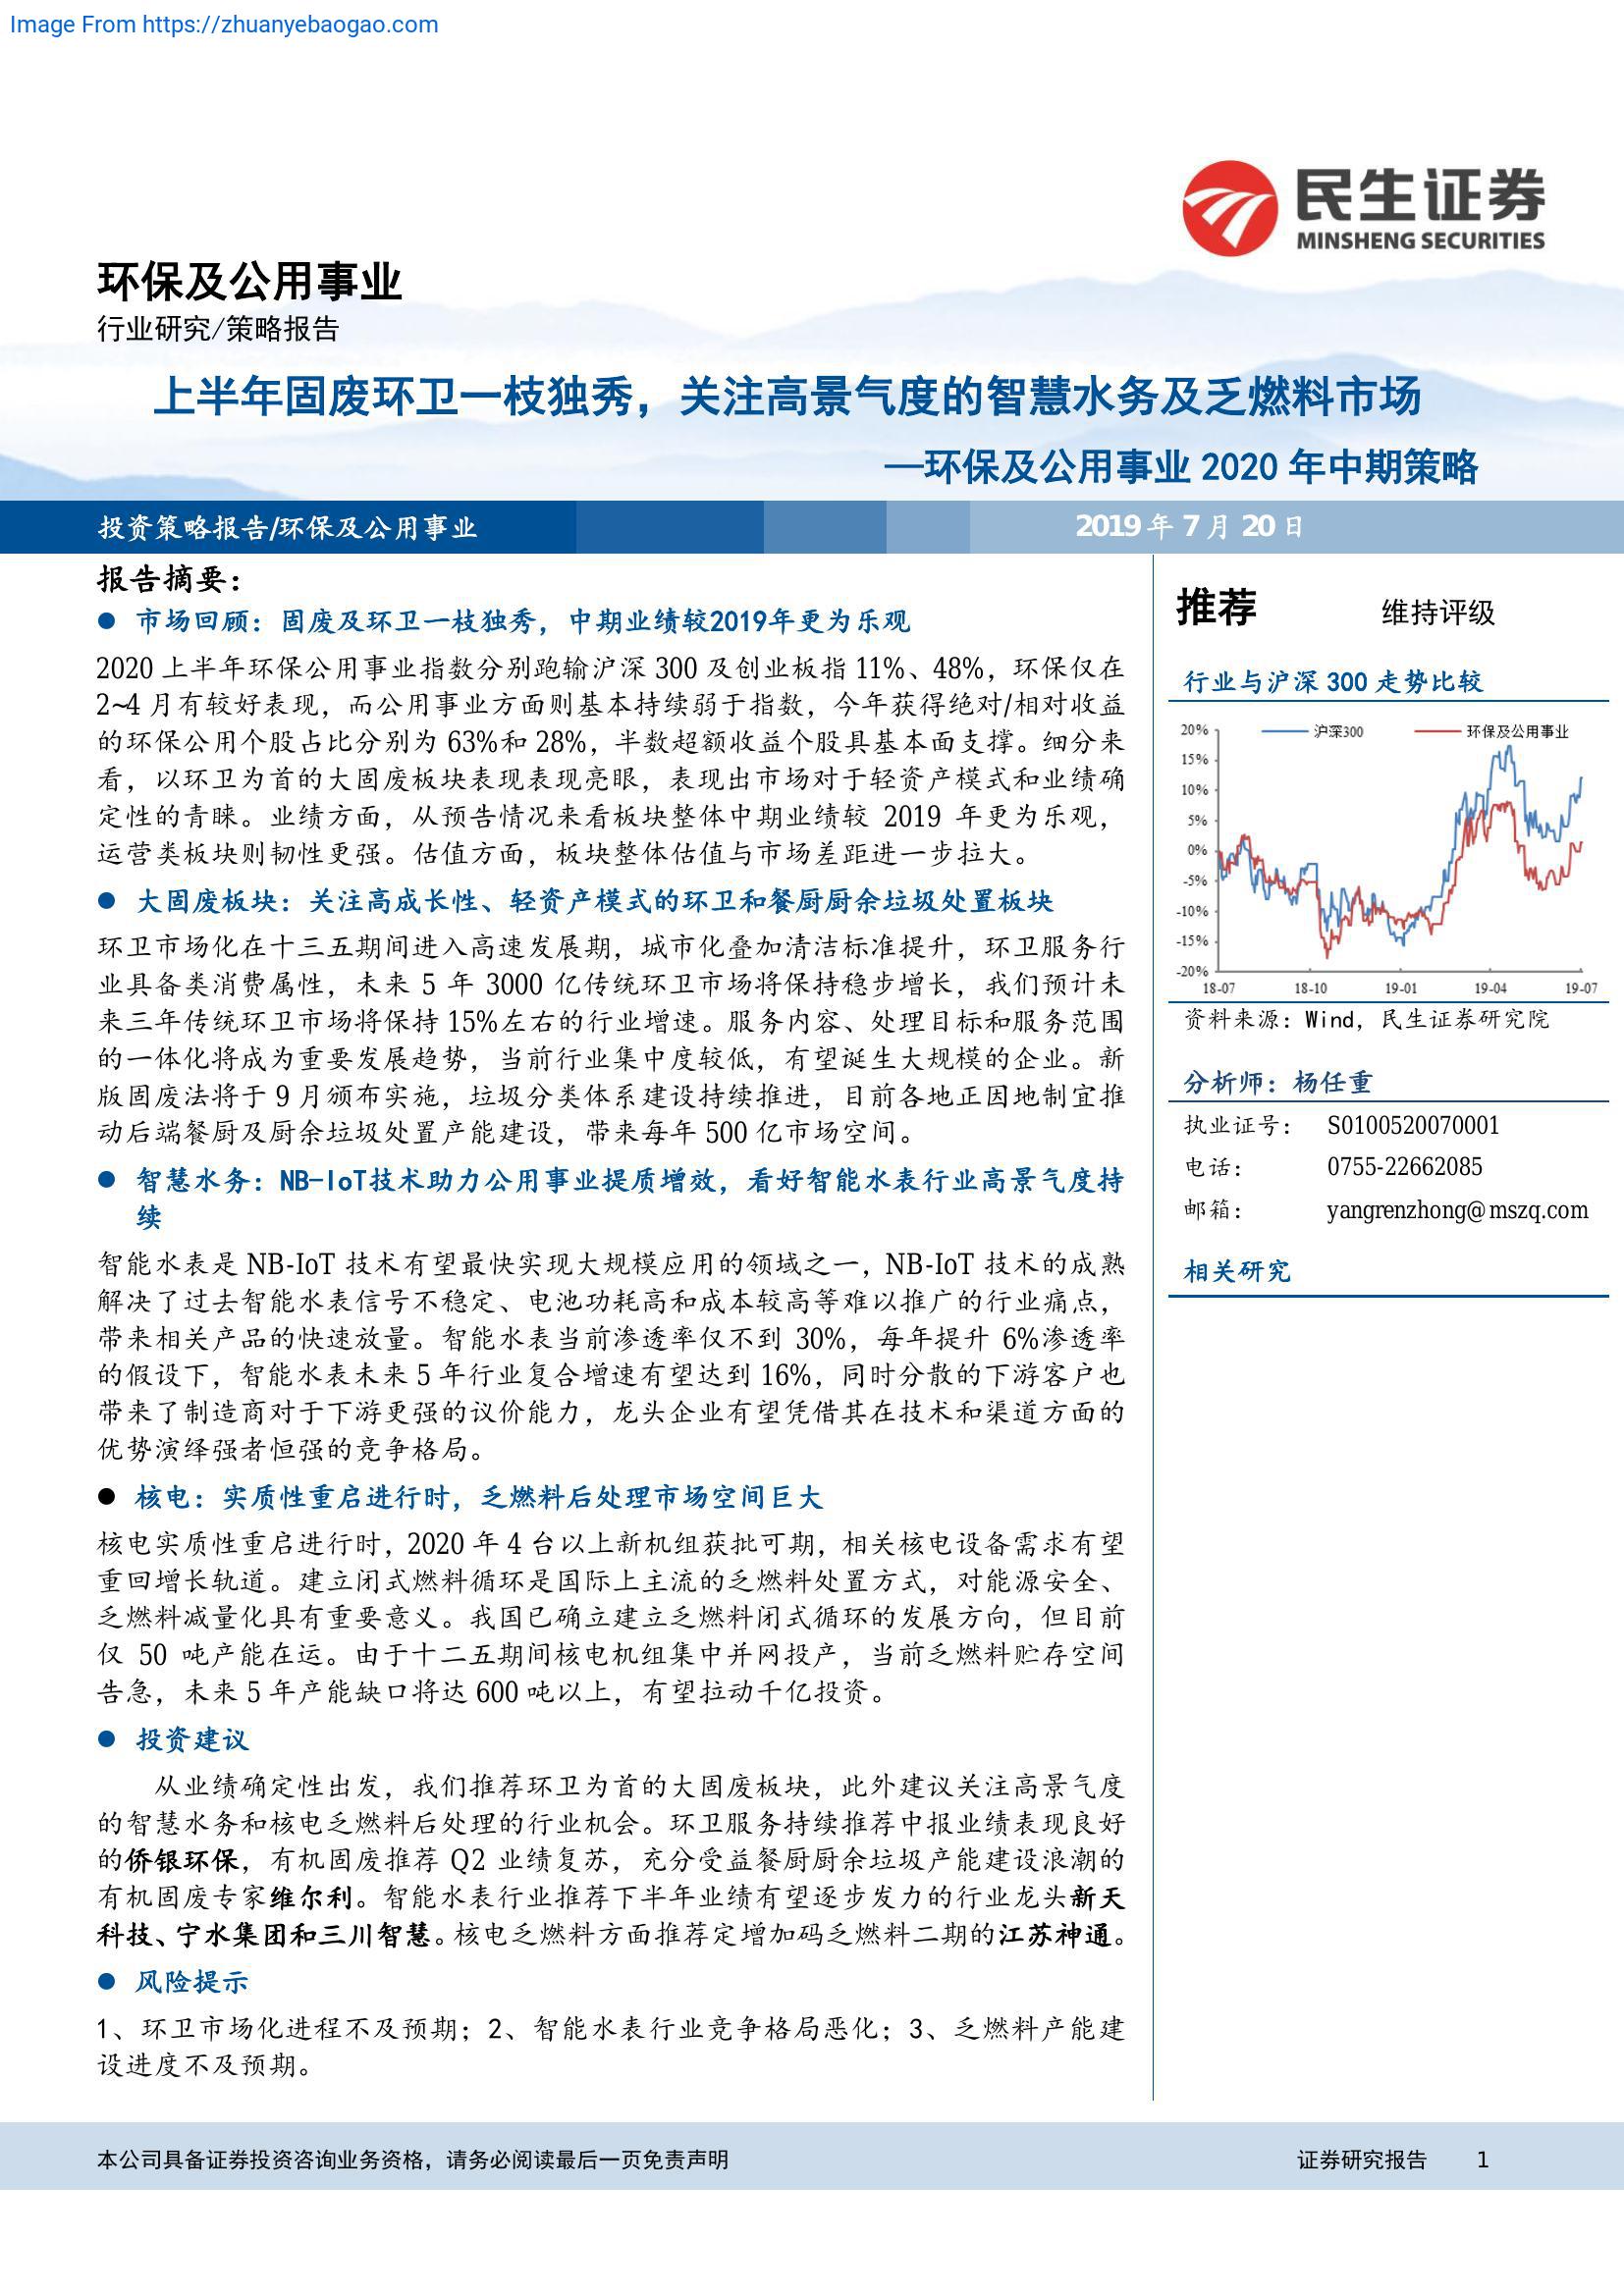 Image From https://zhuanyebaogao.com
民生证券
MINSHENG SECURITIES
环保及公用事业
行业研究/策略报告
上半年固废环卫一枝独秀，关注高景气度的智慧水务及乏燃料市场
—环保及公用事业 2020 年中期策略
投资策略报告/环保及公用事业
2019 年 7 月 20 日
报告摘要：
● 市场回顾：固废及环卫一枝独秀，中期业绩较2019年更为乐观
2020 上半年环保公用事业指数分别跑输沪深 300 及创业板指 11%、48%，环保仅在
2~4 月有较好表现，而公用事业方面则基本持续弱于指数，今年获得绝对/相对收益
的环保公用个股占比分别为 63%和 28%，半数超额收益个股具基本面支撑。细分来
看，以环卫为首的大固废板块表现表现亮眼，表现出市场对于轻资产模式和业绩确
定性的青睐。业绩方面，从预告情况来看板块整体中期业绩较 2019 年更为乐观，
运营类板块则韧性更强。估值方面，板块整体估值与市场差距进一步拉大。
● 大固废板块：关注高成长性、轻资产模式的环卫和餐厨厨余垃圾处置板块
环卫市场化在十三五期间进入高速发展期，城市化叠加清洁标准提升，环卫服务行
业具备类消费属性，未来 5 年 3000 亿传统环卫市场将保持稳步增长，我们预计未
来三年传统环卫市场将保持 15%左右的行业增速。服务内容、处理目标和服务范围
的一体化将成为重要发展趋势，当前行业集中度较低，有望诞生大规模的企业。新
版固废法将于 9 月颁布实施，垃圾分类体系建设持续推进，目前各地正因地制宜推
动后端餐厨及厨余垃圾处置产能建设，带来每年 500 亿市场空间。
● 智慧水务：NB-IoT技术助力公用事业提质增效，看好智能水表行业高景气度持
续
智能水表是 NB-IoT 技术有望最快实现大规模应用的领域之一，NB-IoT 技术的成熟
解决了过去智能水表信号不稳定、电池功耗高和成本较高等难以推广的行业痛点，
带来相关产品的快速放量。智能水表当前渗透率仅不到 30%，每年提升 6%渗透率
的假设下，智能水表未来 5 年行业复合增速有望达到 16%，同时分散的下游客户也
带来了制造商对于下游更强的议价能力，龙头企业有望凭借其在技术和渠道方面的
优势演绎强者恒强的竞争格局。
● 核电：实质性重启进行时，乏燃料后处理市场空间巨大
核电实质性重启进行时，2020 年 4 台以上新机组获批可期，相关核电设备需求有望
重回增长轨道。建立闭式燃料循环是国际上主流的乏燃料处置方式，对能源安全、
乏燃料减量化具有重要意义。我国已确立建立乏燃料闭式循环的发展方向，但目前
仅 50 吨产能在运。由于十二五期间核电机组集中并网投产，当前乏燃料贮存空间
告急，未来 5 年产能缺口将达 600 吨以上，有望拉动千亿投资。
● 投资建议
从业绩确定性出发，我们推荐环卫为首的大固废板块，此外建议关注高景气度
的智慧水务和核电乏燃料后处理的行业机会。环卫服务持续推荐中报业绩表现良好
的侨银环保，有机固废推荐 Q2 业绩复苏，充分受益餐厨厨余垃圾产能建设浪潮的
有机固废专家维尔利。智能水表行业推荐下半年业绩有望逐步发力的行业龙头新天
科技、宁水集团和三川智慧。核电乏燃料方面推荐定增加码乏燃料二期的江苏神通。
● 风险提示
1、环卫市场化进程不及预期；2、智能水表行业竞争格局恶化；3、乏燃料产能建
设进度不及预期。
推荐 维持评级
行业与沪深 300 走势比较
沪深300 环保及公用事业
20%
15%
10%
5%
0%
-5%
-10%
-15%
-20%
18-07 18-10 19-01 19-04 19-07
资料来源：Wind，民生证券研究院
分析师：杨任重
执业证号： S0100520070001
电话： 0755-22662085
邮箱： yangrenzhong@mszq.com
相关研究
本公司具备证券投资咨询业务资格，请务必阅读最后一页免责声明
证券研究报告 1